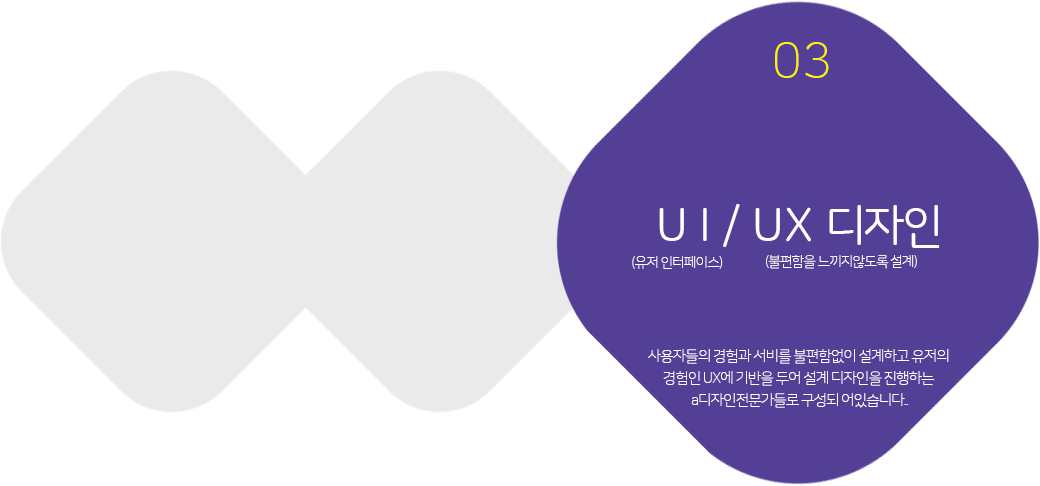 03
UI / UX 디자인
(유저 인터페이스) (불편함을 느끼지않도록 설계)
사용자들의 경험과 서비를 불편함없이 설계하고 유저의
경험인 UX에 기반을 두어 설계 디자인을 진행하는
a디자인전문가들로 구성되 어있습니다..